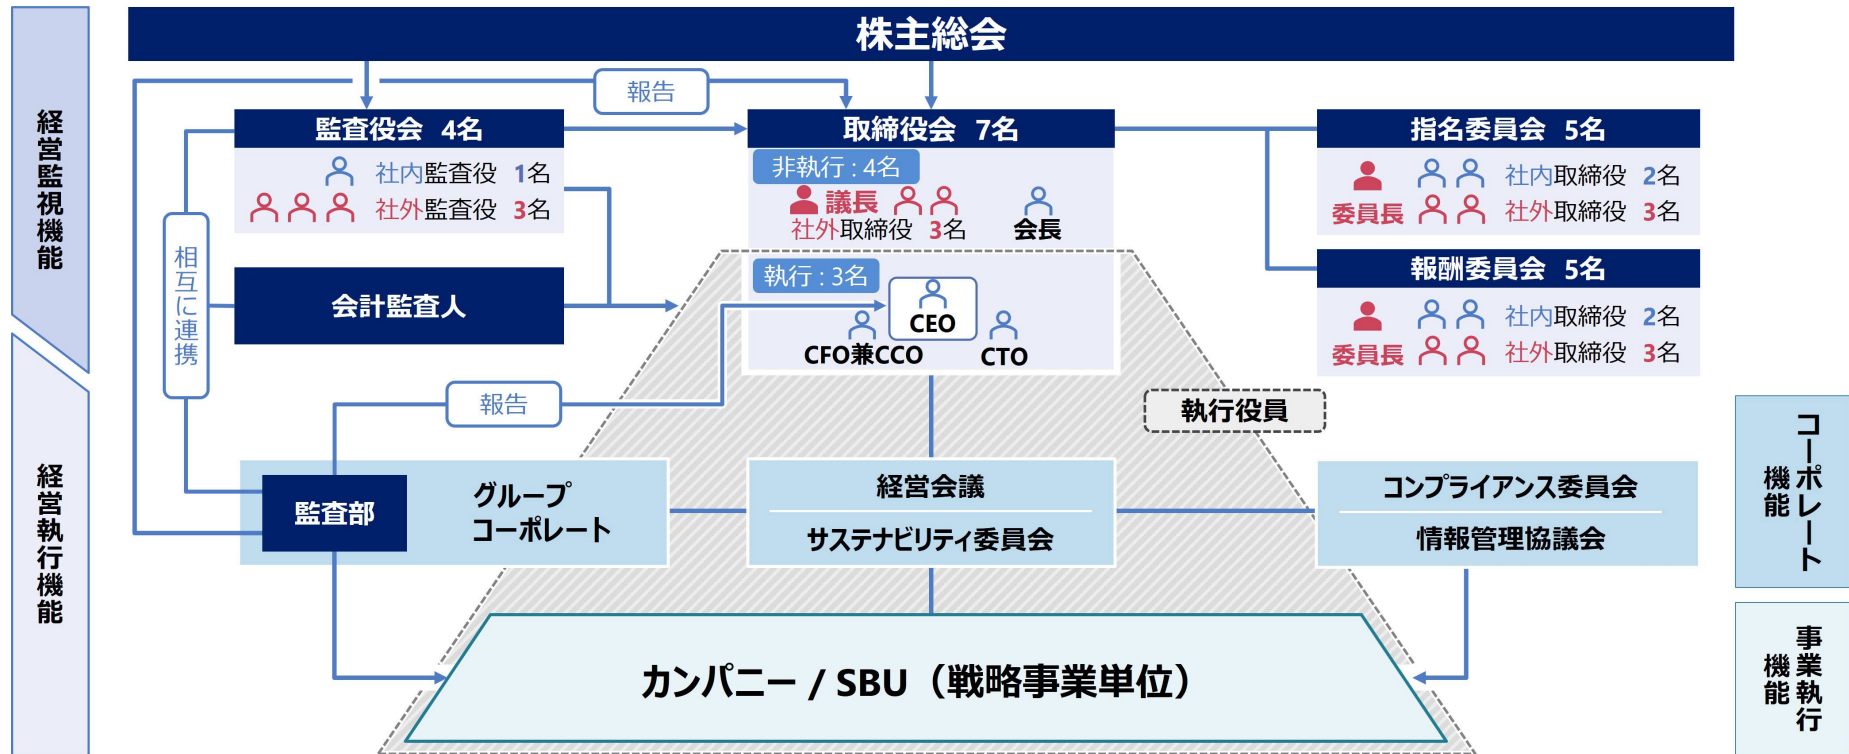 株主総会
経営監視機能
報告
監査役会 4名
社内監査役 1名
社外監査役 3名
取締役会 7名
非執行：4名
議長
社外取締役 3名
会長
指名委員会 5名
社内取締役 2名
委員長
社外取締役 3名
相互に連携
会計監査人
執行：3名
CEO
CFO兼CCO
CTO
報酬委員会 5名
社内取締役 2名
委員長
社外取締役 3名
報告
執行役員
経営執行機能
監査部
グループ
コーポレート
経営会議
サステナビリティ委員会
コンプライアンス委員会
情報管理協議会
コーポレート
機能
カンパニー / SBU（戦略事業単位）
事業執行
機能